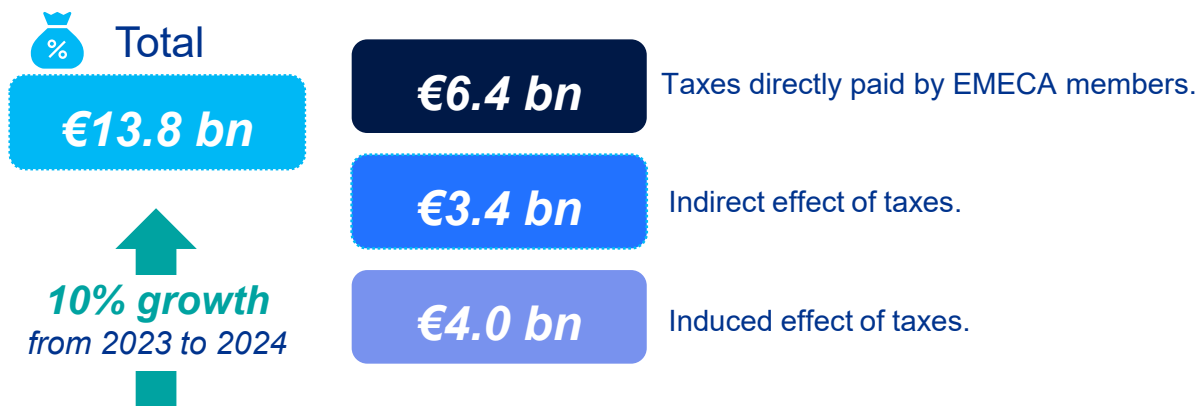 %
Total
€13.8 bn
10% growth
from 2023 to 2024
€6.4 bn
Taxes directly paid by EMECA members.
€3.4 bn
Indirect effect of taxes.
€4.0 bn
Induced effect of taxes.